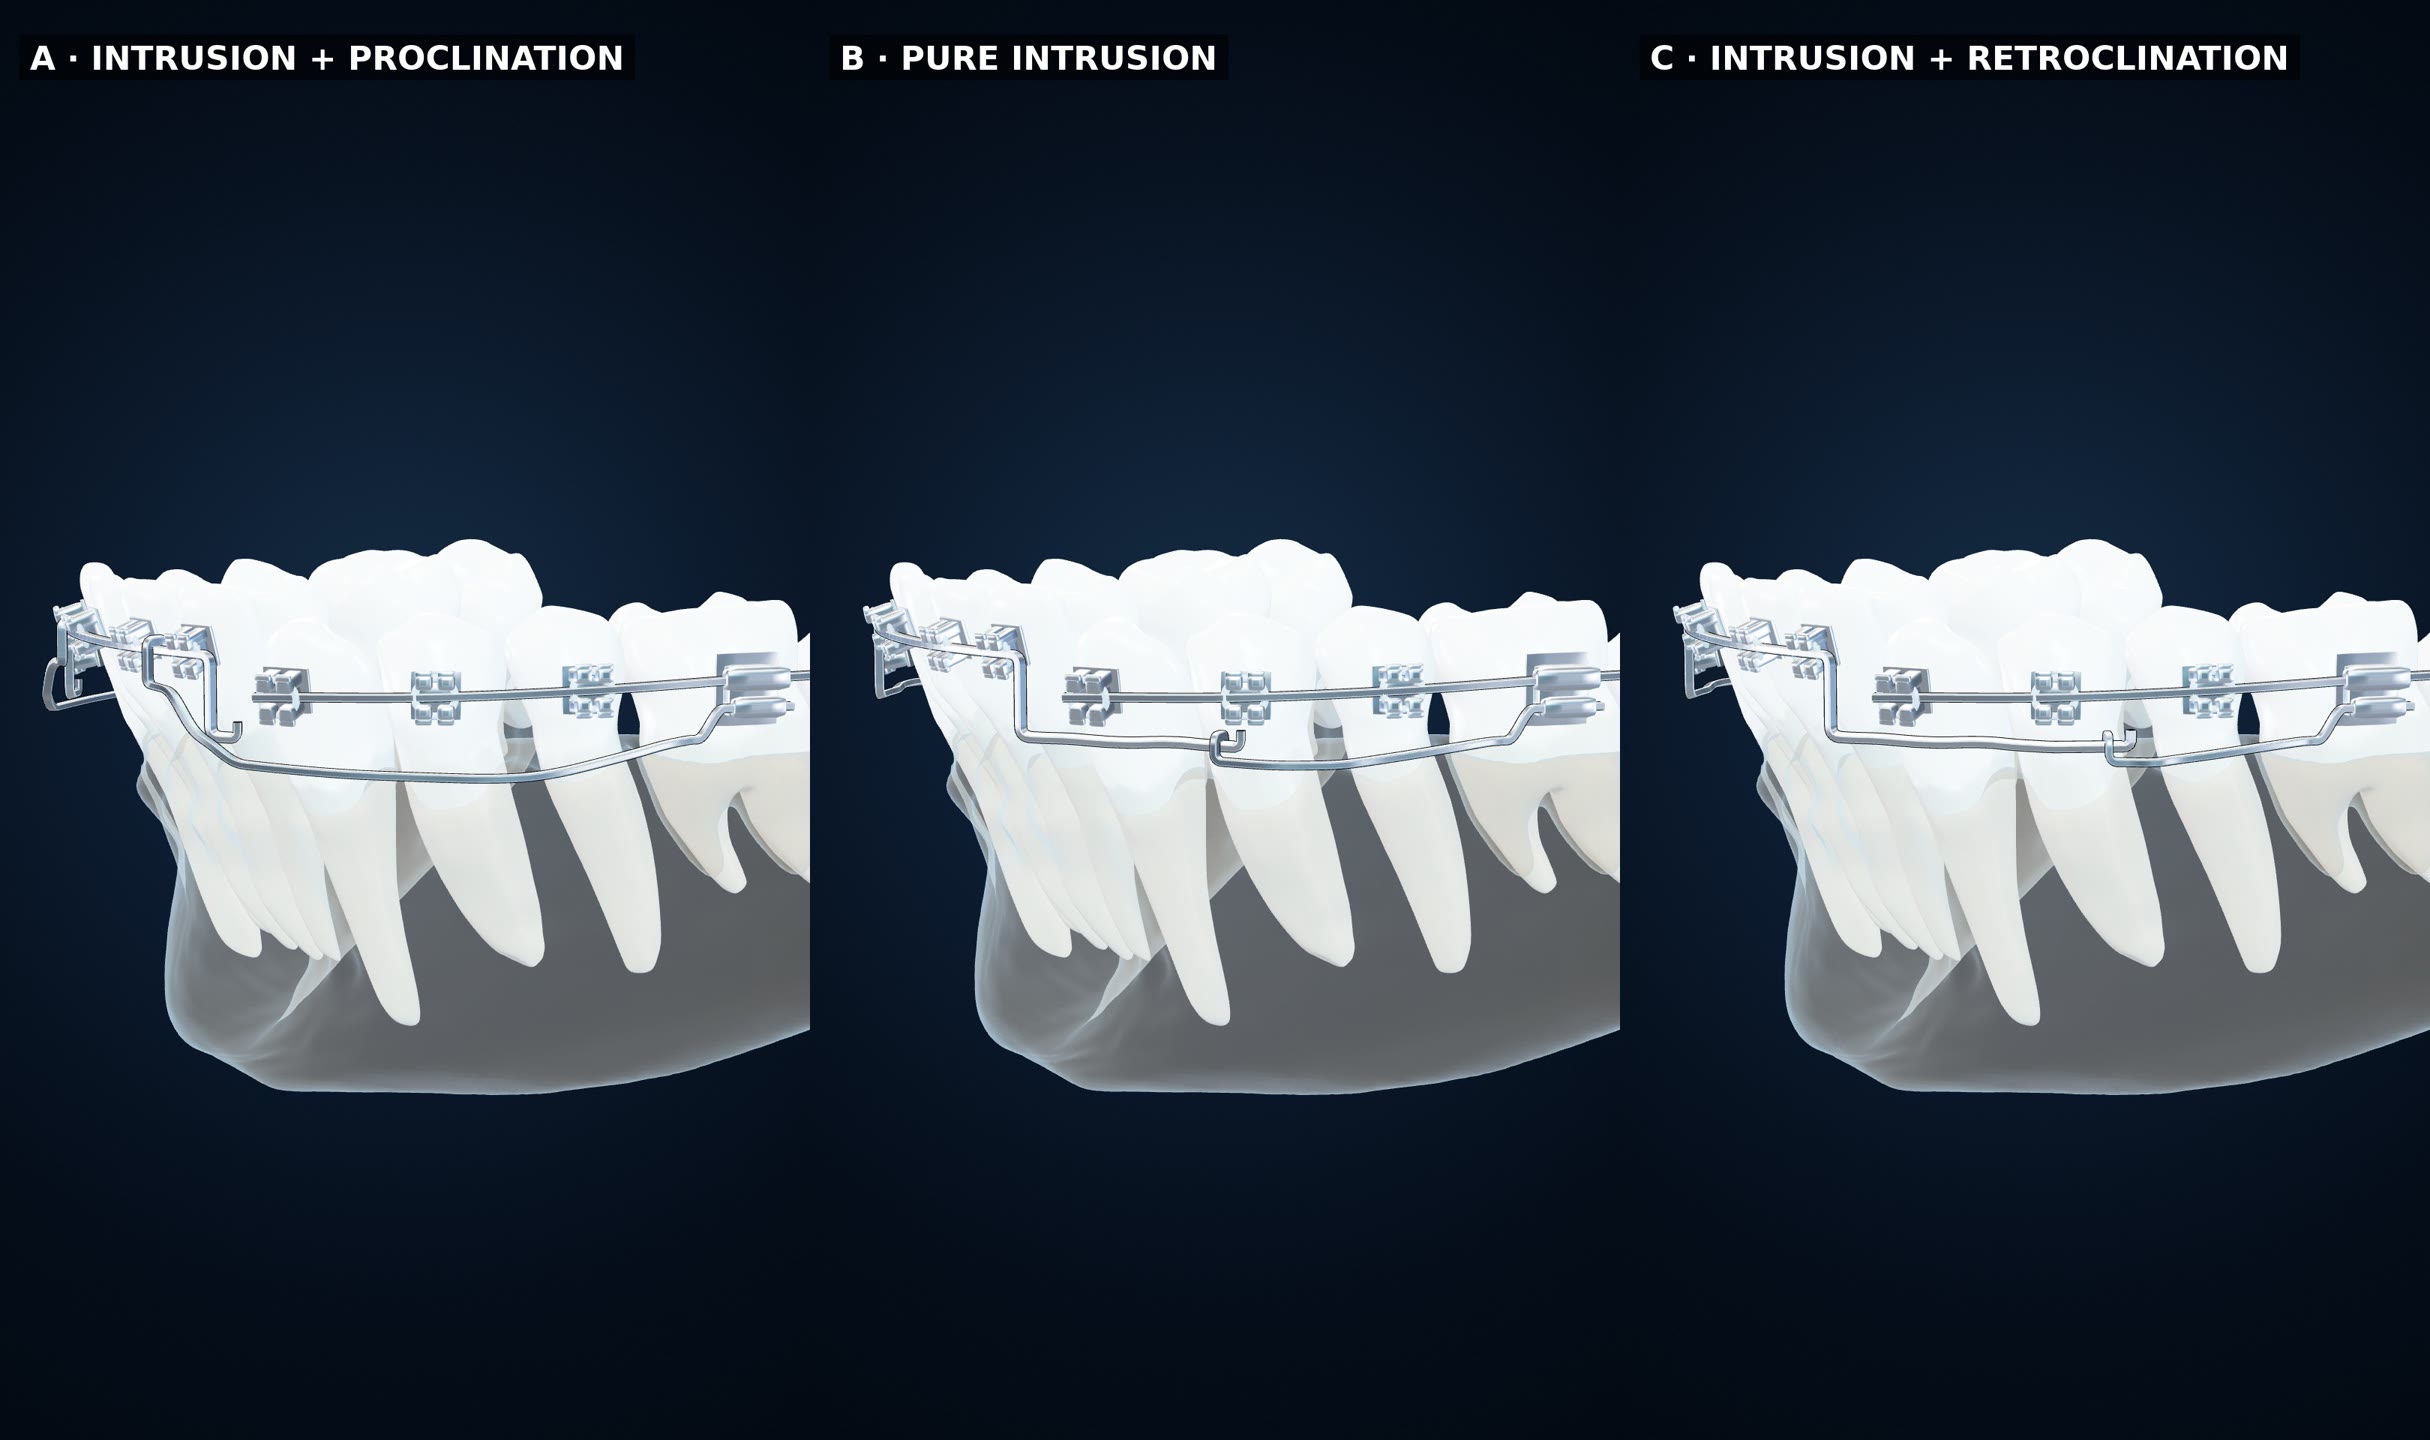 A · INTRUSION + PROCLINATION
B · PURE INTRUSION
C · INTRUSION + RETROCLINATION